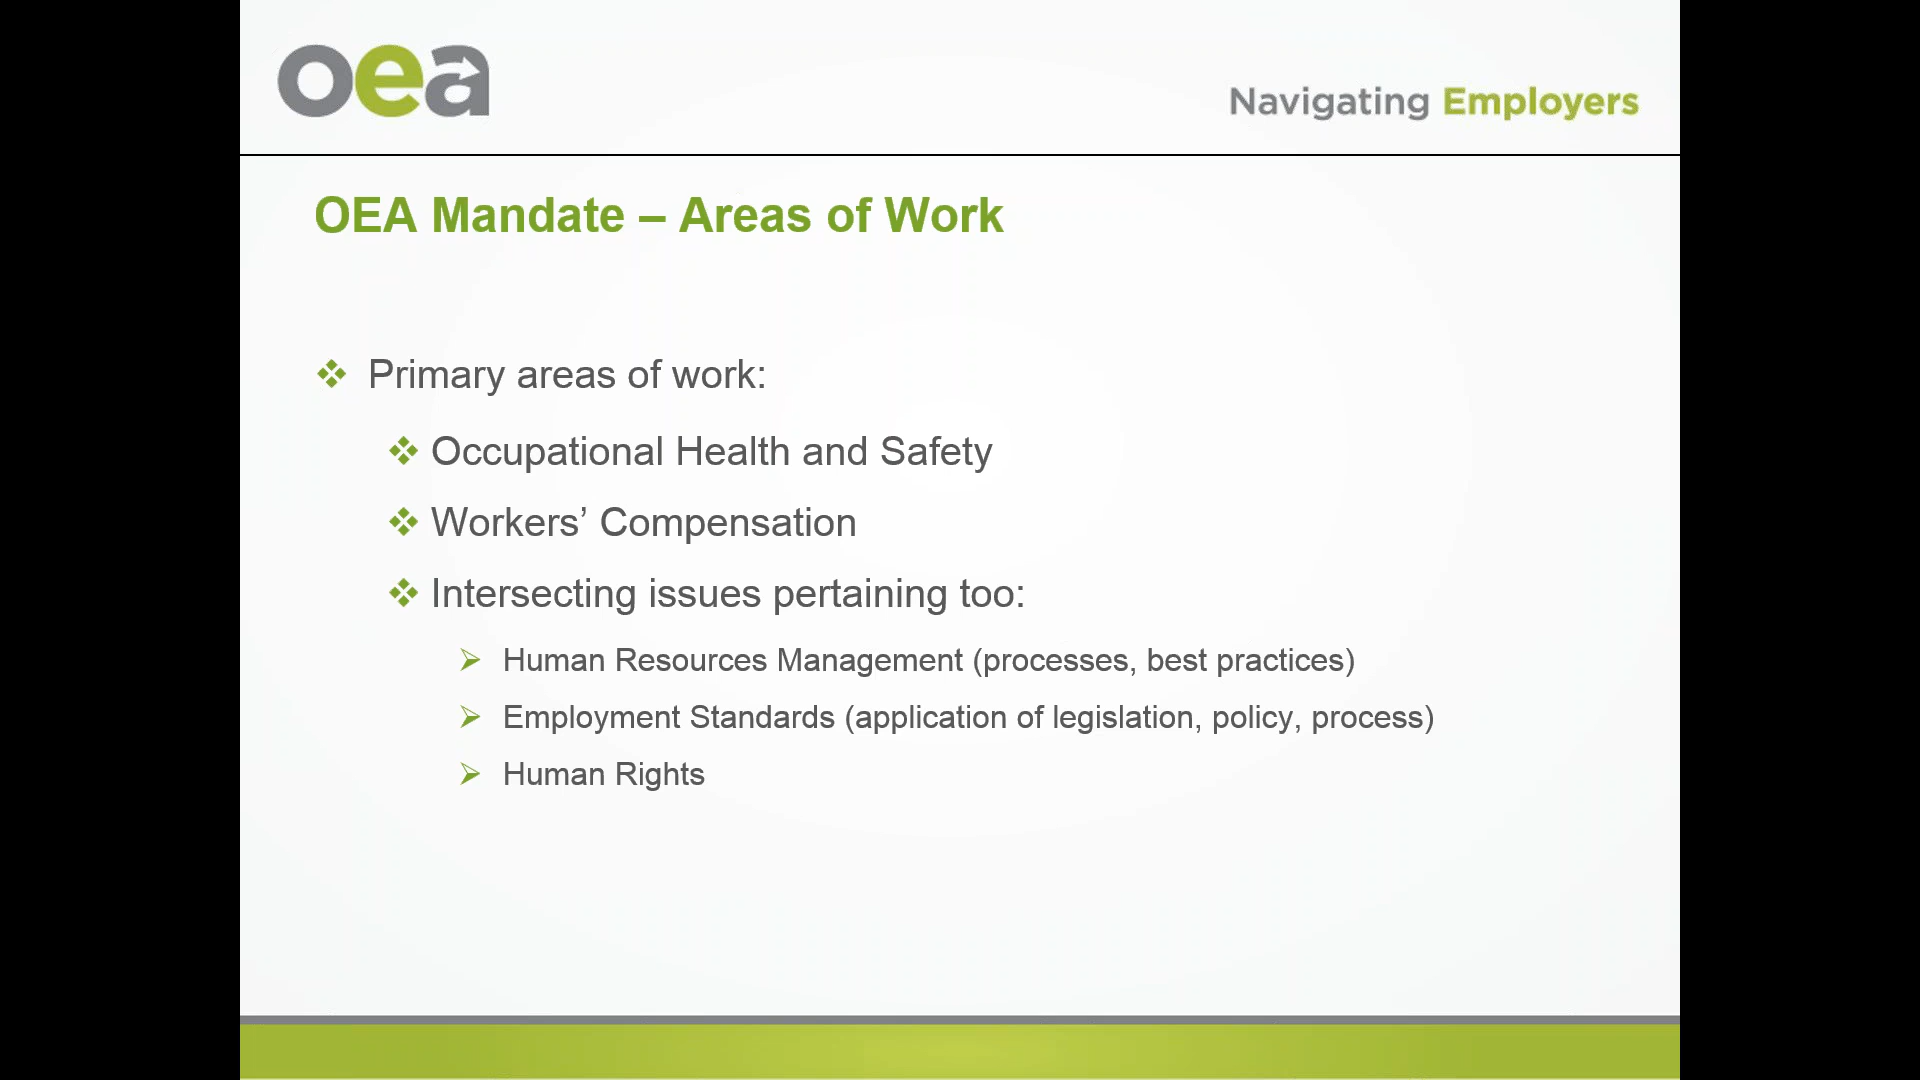 oea
Navigating Employers
OEA Mandate – Areas of Work
Primary areas of work:
Occupational Health and Safety
Workers’ Compensation
Intersecting issues pertaining too:
Human Resources Management (processes, best practices)
Employment Standards (application of legislation, policy, process)
Human Rights